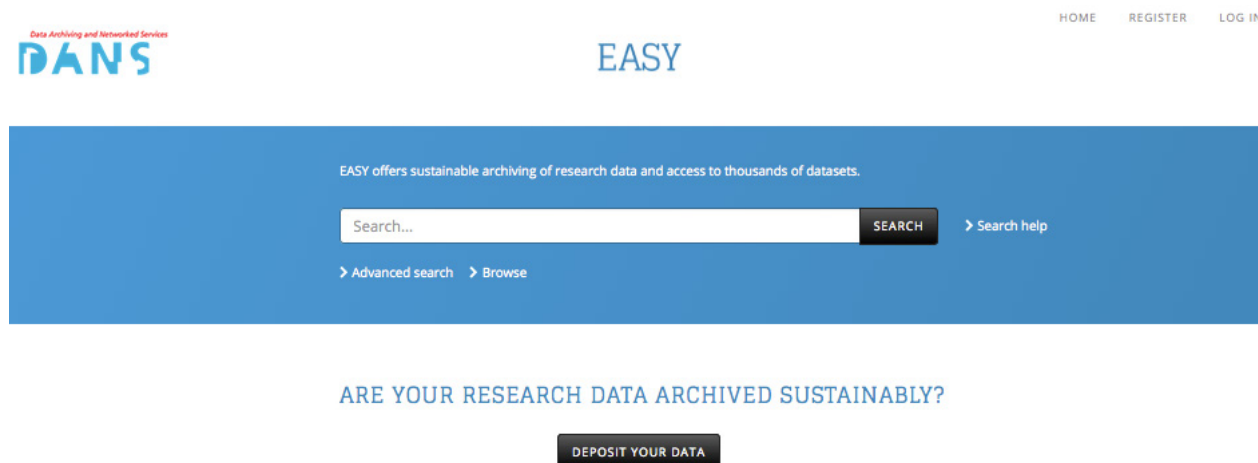 HOME REGISTER LOG IN
Data Archiving and Networked Services
DANS
EASY
EASY offers sustainable archiving of research data and access to thousands of datasets.
Search...
SEARCH
Search help
Advanced search
Browse
ARE YOUR RESEARCH DATA ARCHIVED SUSTAINABLY?
DEPOSIT YOUR DATA